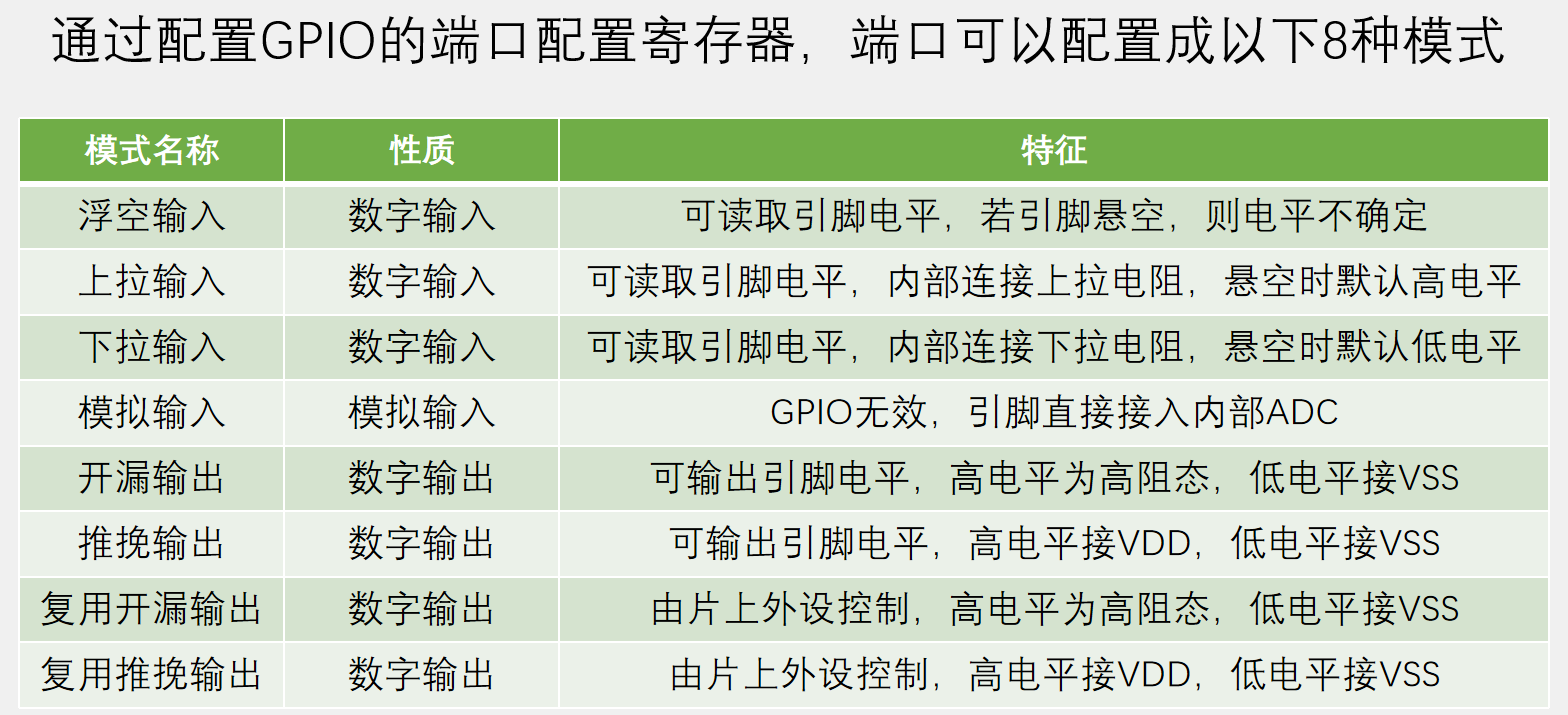 通过配置GPIO的端口配置寄存器，端口可以配置成以下8种模式
模式名称 性质 特征
浮空输入 数字输入 可读取引脚电平，若引脚悬空，则电平不确定
上拉输入 数字输入 可读取引脚电平，内部连接上拉电阻，悬空时默认高电平
下拉输入 数字输入 可读取引脚电平，内部连接下拉电阻，悬空时默认低电平
模拟输入 模拟输入 GPIO无效，引脚直接接入内部ADC
开漏输出 数字输出 可输出引脚电平，高电平为高阻态，低电平接VSS
推挽输出 数字输出 可输出引脚电平，高电平接VDD，低电平接VSS
复用开漏输出 数字输出 由片上外设控制，高电平为高阻态，低电平接VSS
复用推挽输出 数字输出 由片上外设控制，高电平接VDD，低电平接VSS